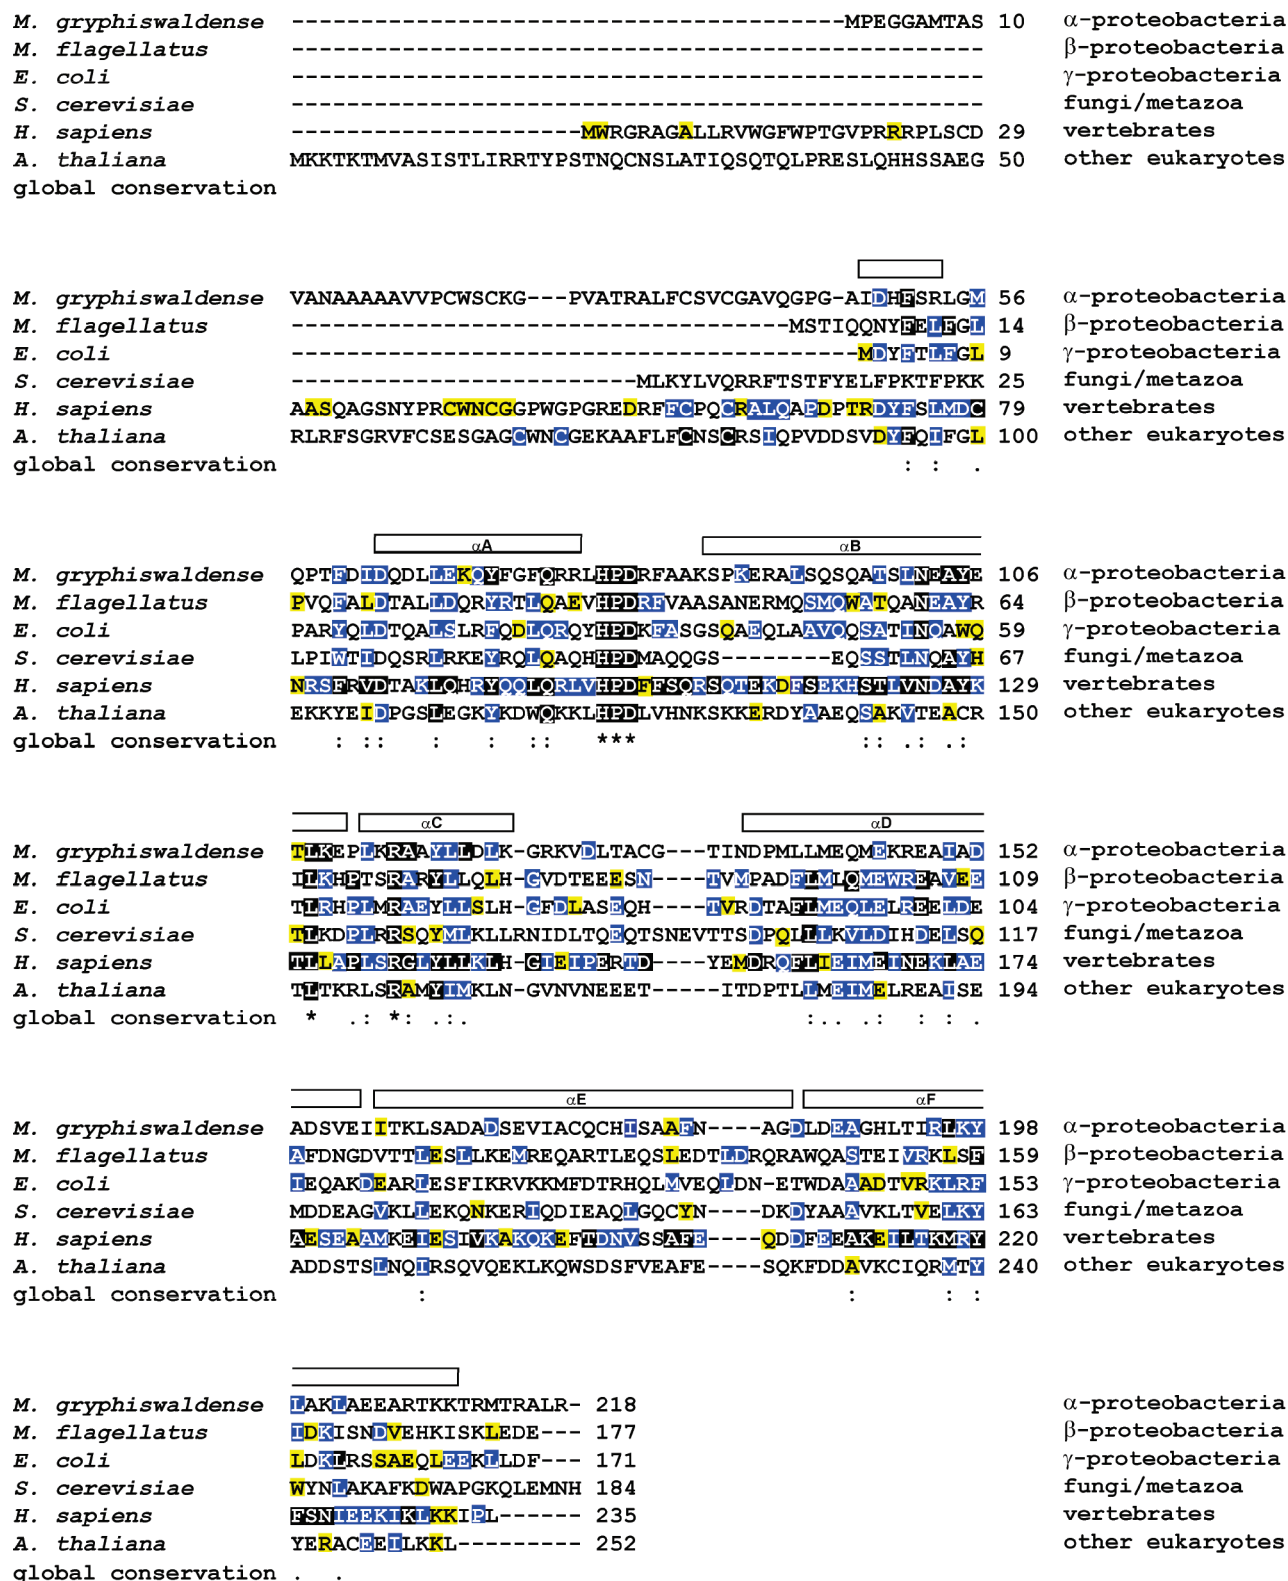 M. gryphiswaldense ----------------------------------------MPEGGAMTAS 10 α-proteobacteria
M. flagellatus -------------------------------------------------- β-proteobacteria
E. coli -------------------------------------------------- γ-proteobacteria
S. cerevisiae -------------------------------------------------- fungi/metazoa
H. sapiens ---------------------MWRGRAGALLRVWGFWPTGVPRRRPLSCD 29 vertebrates
A. thaliana MKKTKTMVASISTLIRRTYPSTNQCNSLATIQSQTQLPRESLQHHSSAEG 50 other eukaryotes
global conservation
M. gryphiswaldense VANAAAAAVVPCWSCKG---PVATRALFCSVCGAVQGPG-AIDHFSRLGM 56 α-proteobacteria
M. flagellatus ------------------------------------MSTIQQNYFELFGL 14 β-proteobacteria
E. coli -----------------------------------------MDYFTLFGL 9 γ-proteobacteria
S. cerevisiae -------------------------MLKYLVQRRFTSTFYELFPKTFPKK 25 fungi/metazoa
H. sapiens AASQAGSNYPRCWNCGGPWGPGREDRFFCPQCRALQAPDPTRDYFSLMDC 79 vertebrates
A. thaliana RLRFSGRVFCSESGAGCWNCGEKAAFLFCNSCRSIQPVDDSVDYFQIFGL 100 other eukaryotes
global conservation : : .
αA αB
M. gryphiswaldense QPTFDIDQDLLEKQYFGFQRRLHPDRFAAKSPKERALSQSQATSLNEAYE 106 α-proteobacteria
M. flagellatus PVQFALDTALLDQRYRTLQAEVHPDRFVAASANERMQSMQWATQANEAYR 64 β-proteobacteria
E. coli PARYQLDTQALSLRFQDLQRQYHPDKFASGSQAEQLAAVQQSATINQAWQ 59 γ-proteobacteria
S. cerevisiae LPIWTIDQSRLRKEYRQLQAQHHPDMAQQGS--------EQSSTLNQAYH 67 fungi/metazoa
H. sapiens NRSFRVDTAKLQHRYQQLQRLVHPDFFSQRSQTEKDFSEKHSTLVNDAYK 129 vertebrates
A. thaliana EKKYEIDPGSLEGKYKDWQKKLHPDLVHNKSKKERDYAAEQSAKVTEACR 150 other eukaryotes
global conservation : :: : : :: *** :: .: .:
αC αD
M. gryphiswaldense TLKEPLKRAAYLLDLK-GRKVDLTACG---TINDPMLLMEQMEKREAIAD 152 α-proteobacteria
M. flagellatus ILKHPTSRARYLLQLH-GVDTEEESN----TVMPADFLMLQMEWREAVEE 109 β-proteobacteria
E. coli TLRHPLMRAEYLLSLH-GFDLASEQH----TVRDTAFLMEQLELREELDE 104 γ-proteobacteria
S. cerevisiae TLKDPLRRSQYMLKLLRNIDLTQEQTSNEVTTSDPQLLLKVLDIHDELSQ 117 fungi/metazoa
H. sapiens TLLAPLSRGLYLLKLH-GIEIPERTD----YEMDRQFLIEIMEINEKLAE 174 vertebrates
A. thaliana TLTKRLSRAMYIMKLN-GVNVNEEET-----ITDPTLLMEIMELREAISE 194 other eukaryotes
global conservation * .: *: .:. :.. .: : : .
αE αF
M. gryphiswaldense ADSVEIITKLSADADSEVIACQCHISAAFN----AGDLDEAGHLTIRLKY 198 α-proteobacteria
M. flagellatus AFDNGDVTTLESLLKEMREQARTLEQSLEDTLDRQRAWQASTEIVRKLSF 159 β-proteobacteria
E. coli IEQAKDEARLESFIKRVKKMFDTRHQLMVEQLDN-ETWDAAADTVRKLRF 153 γ-proteobacteria
S. cerevisiae MDDEAGVKLLEKQNKERIQDIEAQLGQCYN----DKDYAAAVKLTVELKY 163 fungi/metazoa
H. sapiens AESEAAMKEIESIVKAKQKEFTDNVSSAFE----QDDFEEAKEILTKMRY 220 vertebrates
A. thaliana ADDSTSLNQIRSQVQEKLKQWSDSFVEAFE----SQKFDDAVKCIQRMTY 240 other eukaryotes
global conservation : : : :
M. gryphiswaldense LAKLAEEARTKKTRMTRALR- 218 α-proteobacteria
M. flagellatus IDKISNDVEHKISKLEDE--- 177 β-proteobacteria
E. coli LDKLRSSAEQLEEKLLDF--- 171 γ-proteobacteria
S. cerevisiae WYNLAKAFKDWAPGKQLEMNH 184 fungi/metazoa
H. sapiens FSNIEEKIKLKKIPL------ 235 vertebrates
A. thaliana YERACEEILKKL--------- 252 other eukaryotes
global conservation . .